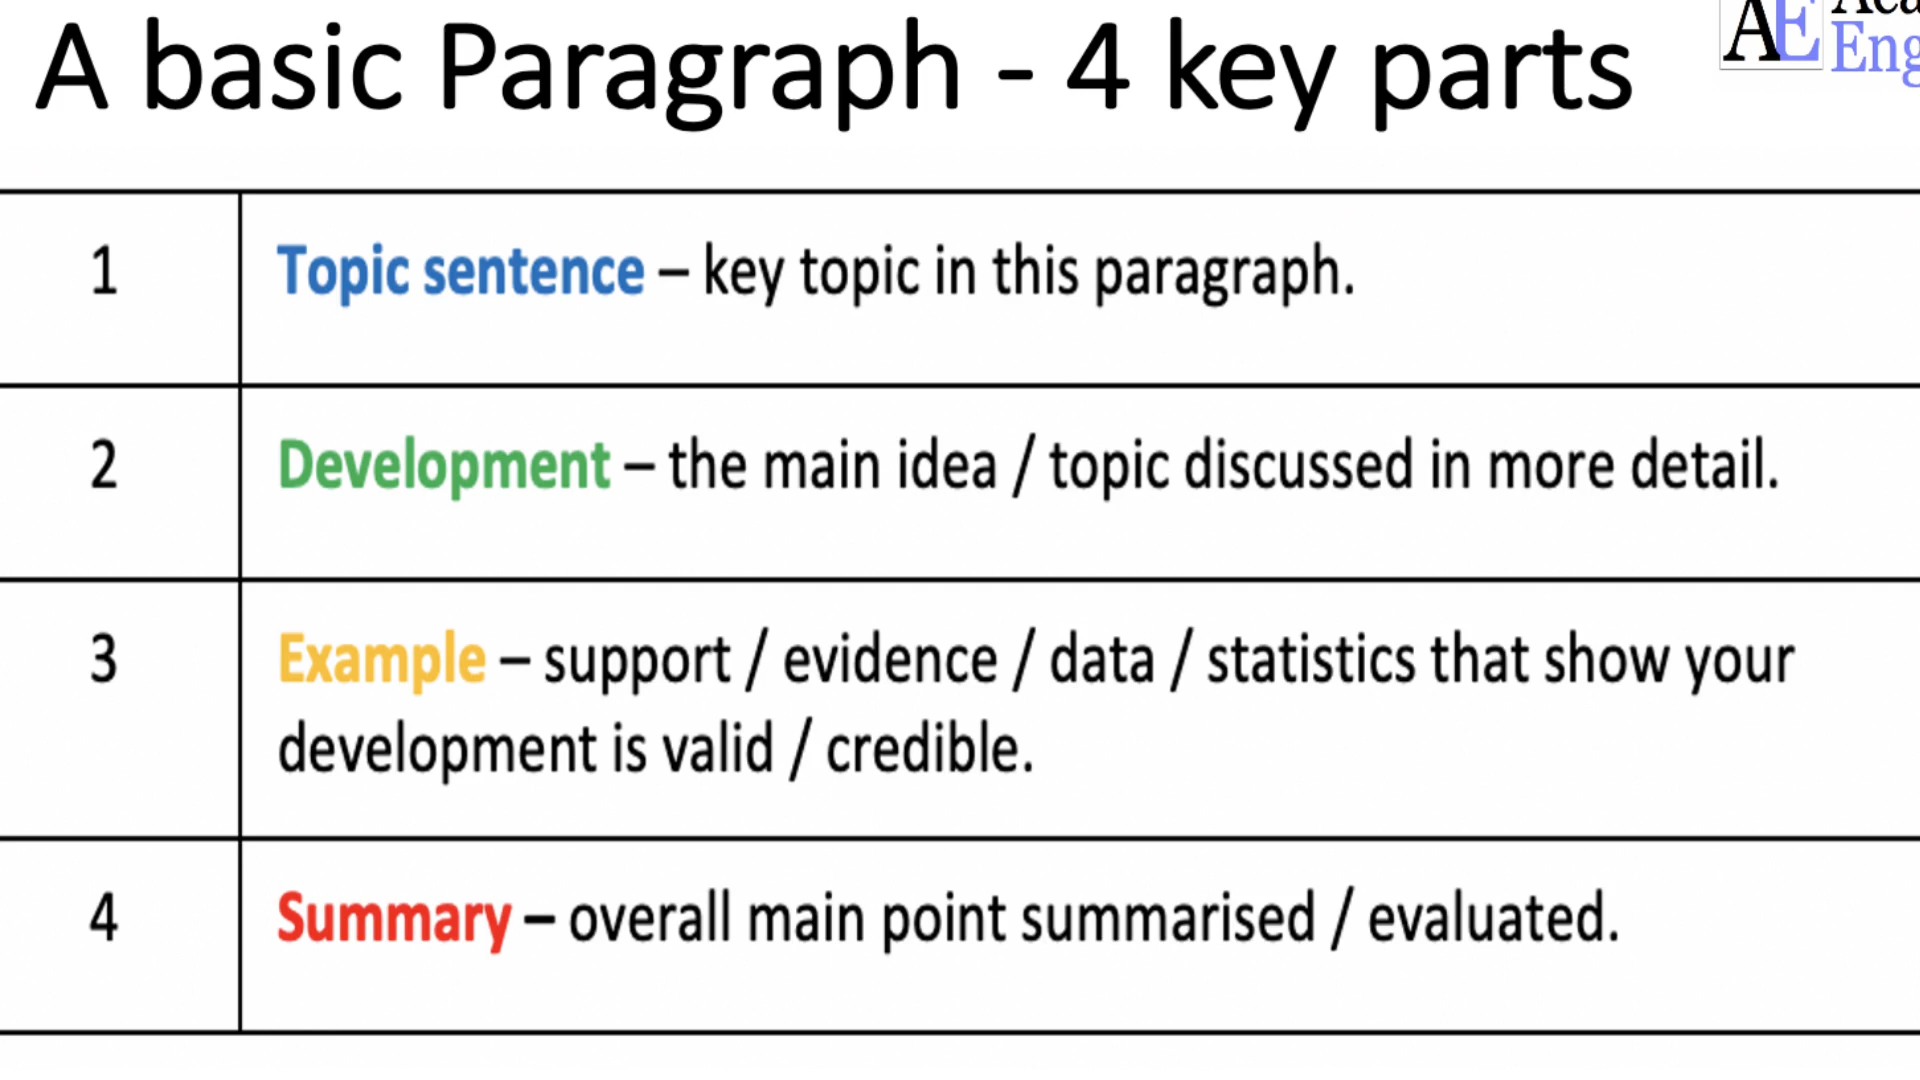 A basic Paragraph - 4 key parts
AE
1
Topic sentence – key topic in this paragraph.
2
Development – the main idea / topic discussed in more detail.
3
Example – support / evidence / data / statistics that show your
development is valid / credible.
4
Summary – overall main point summarised / evaluated.